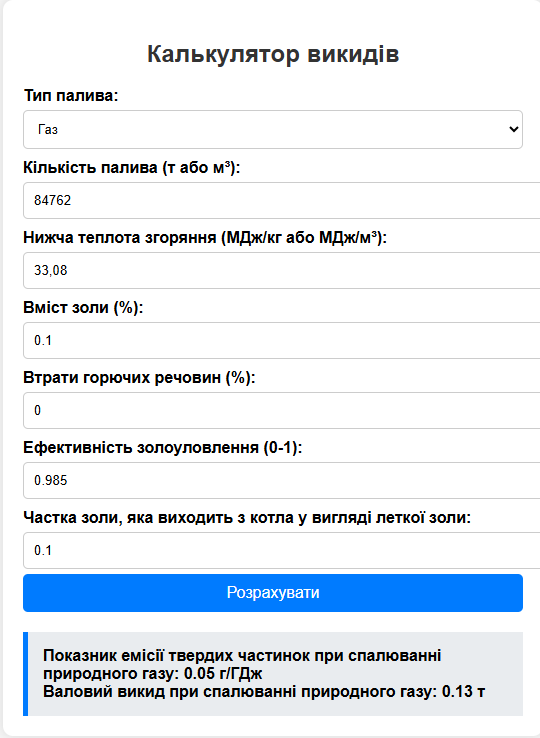 Калькулятор викидів
Тип палива:
Газ
Кількість палива (т або м³):
84762
Нижча теплота згоряння (МДж/кг або МДж/м³):
33,08
Вміст золи (%):
0.1
Втрати горючих речовин (%):
0
Ефективність золоуловлення (0-1):
0.985
Частка золи, яка виходить з котла у вигляді леткої золи:
0.1
Розрахувати
Показник емісії твердих частинок при спалюванні
природного газу: 0.05 г/ГДж
Валовий викид при спалюванні природного газу: 0.13 т